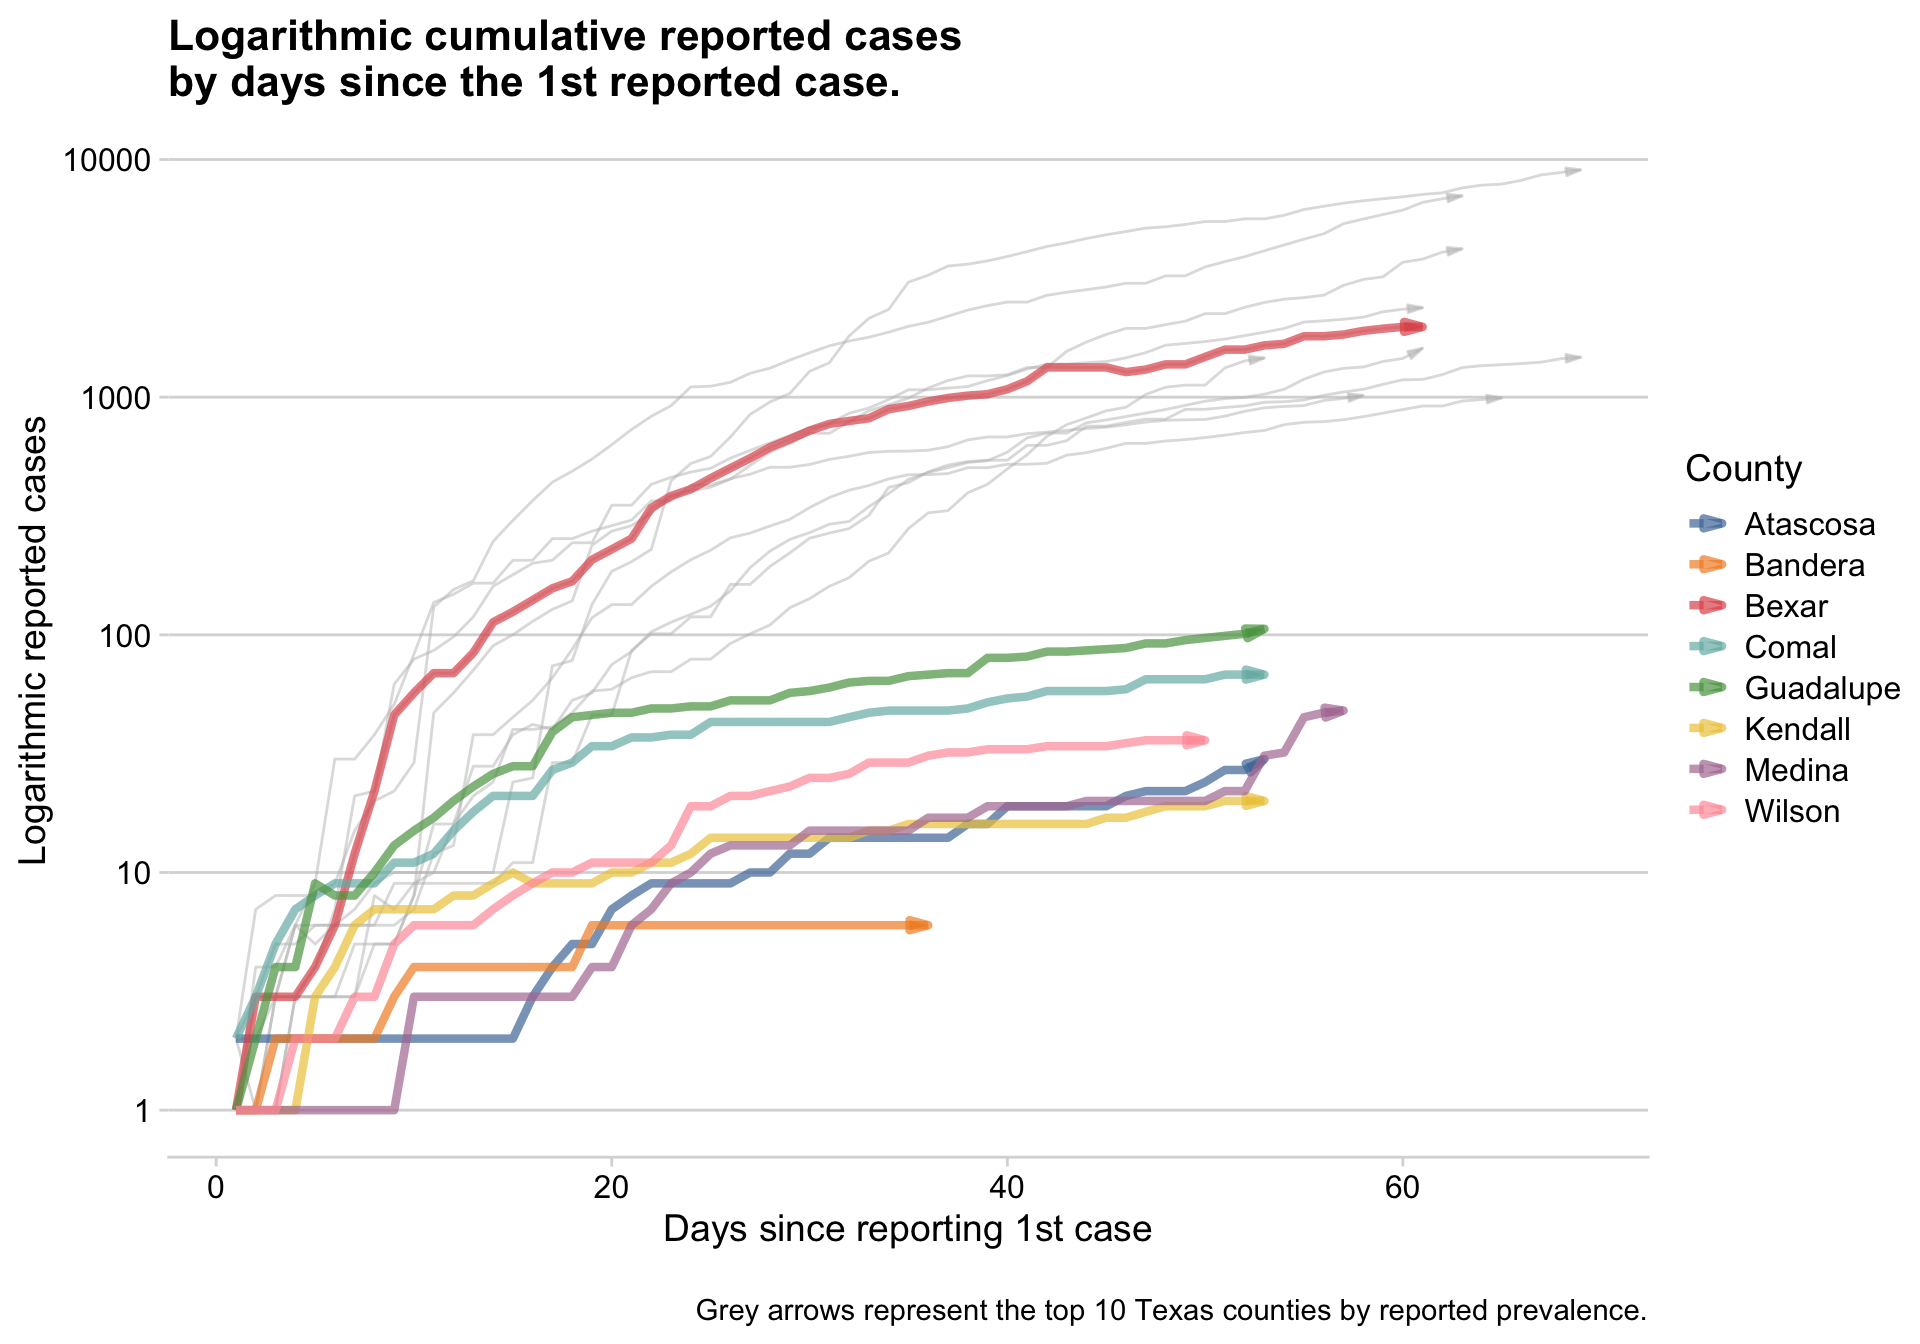 Logarithmic cumulative reported cases
by days since the 1st reported case.
Logarithmic reported cases
10000
1000
100
10
1
0
20
40
60
Days since reporting 1st case
County
Atascosa
Bandera
Bexar
Comal
Guadalupe
Kendall
Medina
Wilson
Grey arrows represent the top 10 Texas counties by reported prevalence.